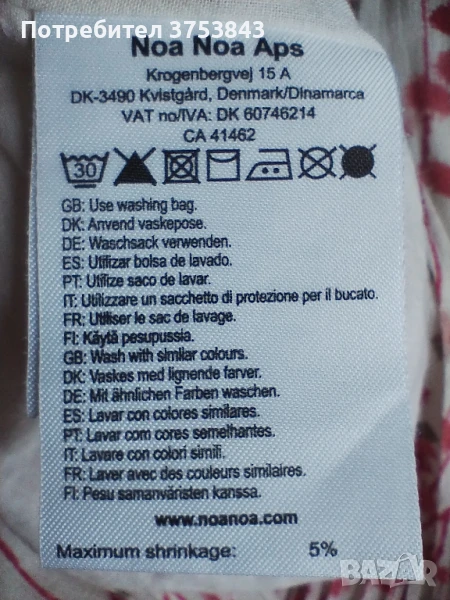 Потребител 3753843
Noa Noa Aps
Krogenbergvej 15 A
DK-3490 Kvistgård, Denmark/Dinamarca
VAT no/IVA: DK 60746214
CA 41462
30
GB: Use washing bag.
DK: Anvend vaskepose.
DE: Waschsack verwenden.
ES: Utilizar bolsa de lavado.
PT: Utilize saco de lavar.
IT: Utilizzare un sacchetto di protezione per il bucato.
FR: Utiliser le sac de lavage.
FI: Käytä pesupussia.
GB: Wash with similar colours.
DK: Vaskes med lignende farver.
DE: Mit ähnlichen Farben waschen.
ES: Lavar con colores similares.
PT: Lavar com cores semelhantes.
IT: Lavare con colori simili.
FR: Laver avec des couleurs similaires.
FI: Pesu samanväristen kanssa.
www.noanoa.com
Maximum shrinkage: 5%
BAZAR